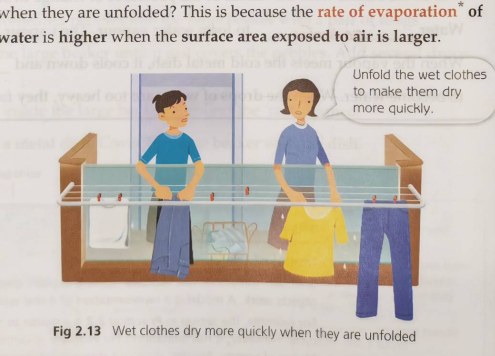 when they are unfolded? This is because the rate of evaporation* of
water is higher when the surface area exposed to air is larger.
Unfold the wet clothes
to make them dry
more quickly.
Fig 2.13 Wet clothes dry more quickly when they are unfolded